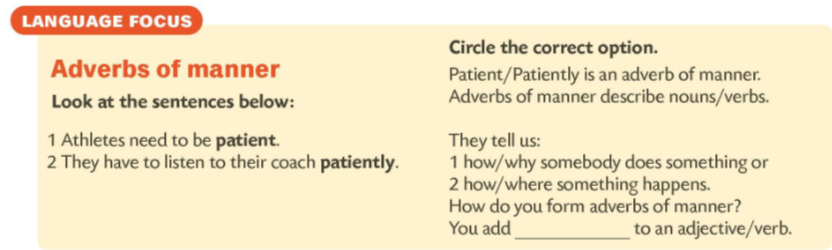 LANGUAGE FOCUS
Adverbs of manner
Look at the sentences below:
1 Athletes need to be patient.
2 They have to listen to their coach patiently.
Circle the correct option.
Patient/Patiently is an adverb of manner.
Adverbs of manner describe nouns/verbs.
They tell us:
1 how/why somebody does something or
2 how/where something happens.
How do you form adverbs of manner?
You add ____________ to an adjective/verb.